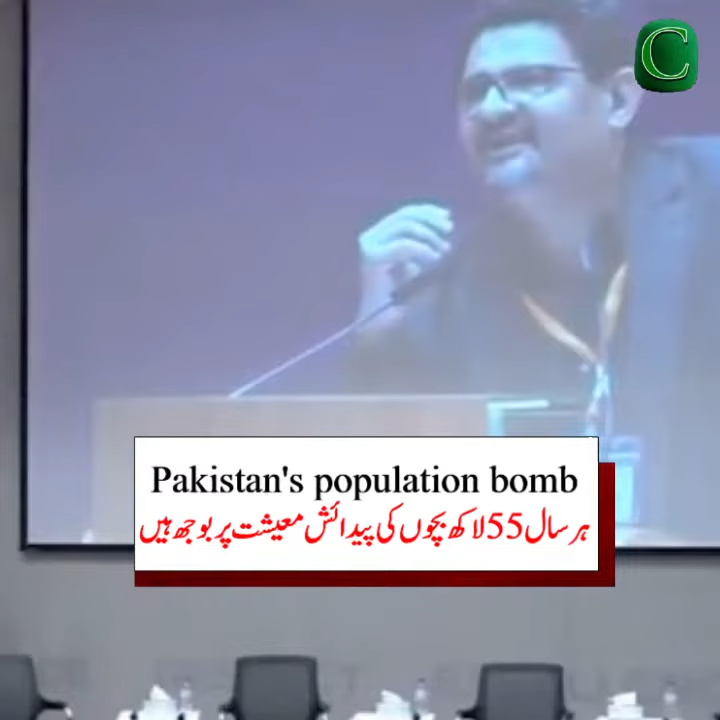 C
Pakistan's population bomb
ہر سال 55 لاکھ بچوں کی پیدائش معیشت پر بوجھ ہیں